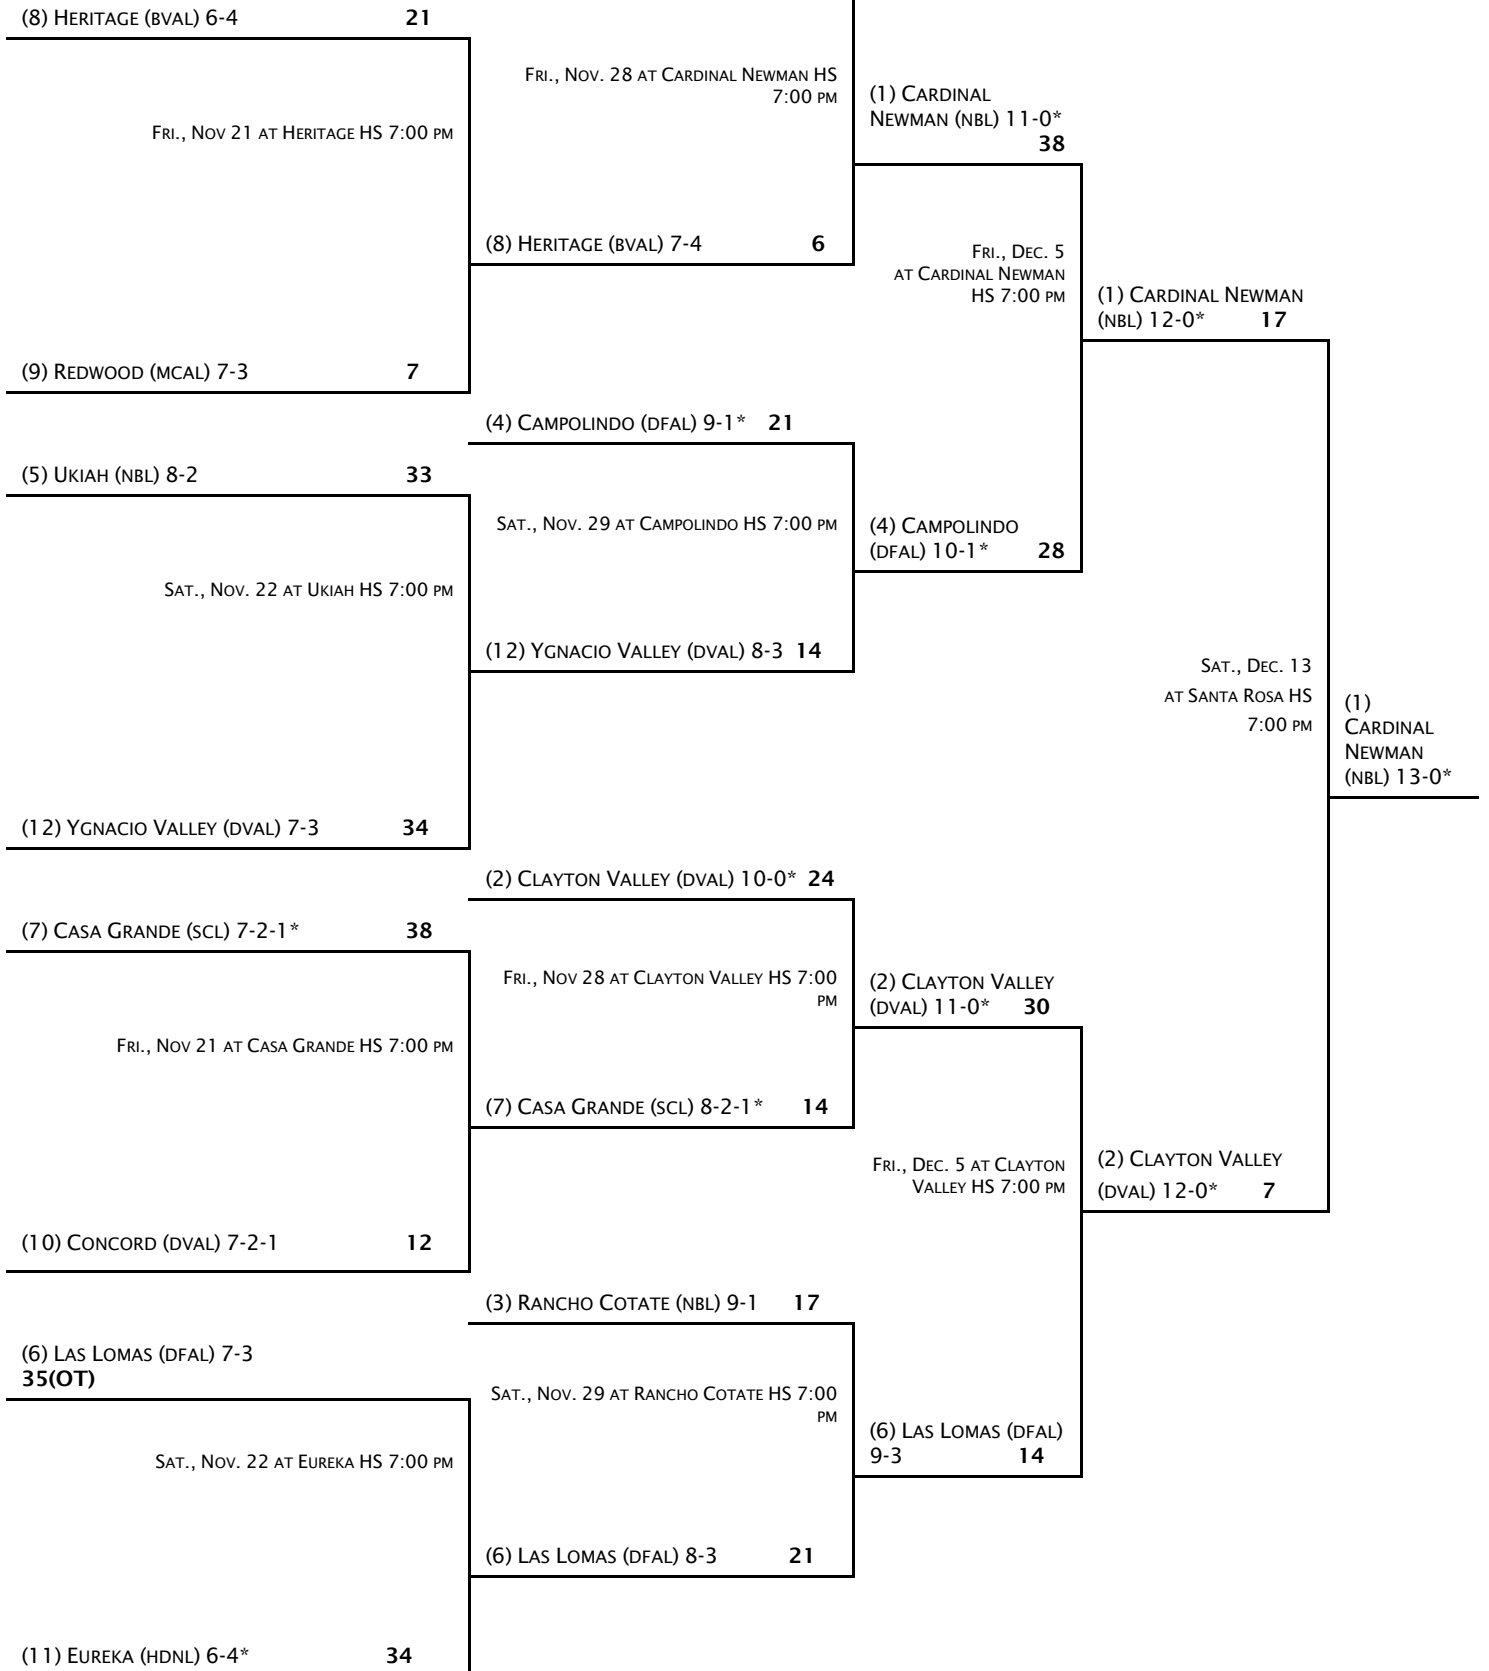 (8) Heritage (BVAL) 6-4 21
Fri., Nov 21 at Heritage HS 7:00 pm
(9) Redwood (MCAL) 7-3 7
(5) Ukiah (NBL) 8-2 33
Sat., Nov. 22 at Ukiah HS 7:00 pm
(12) Ygnacio Valley (DVAL) 7-3 34
(7) Casa Grande (SCL) 7-2-1* 38
Fri., Nov 21 at Casa Grande HS 7:00 pm
(10) Concord (DVAL) 7-2-1 12
(6) Las Lomas (DFAL) 7-3
35(OT)
Sat., Nov. 22 at Eureka HS 7:00 pm
(11) Eureka (HDNL) 6-4* 34
Fri., Nov. 28 at Cardinal Newman HS
7:00 pm
(8) Heritage (BVAL) 7-4 6
(4) Campolindo (DFAL) 9-1* 21
Sat., Nov. 29 at Campolindo HS 7:00 pm
(12) Ygnacio Valley (DVAL) 8-3 14
(2) Clayton Valley (DVAL) 10-0* 24
Fri., Nov 28 at Clayton Valley HS 7:00
pm
(7) Casa Grande (SCL) 8-2-1* 14
(3) Rancho Cotate (NBL) 9-1 17
Sat., Nov. 29 at Rancho Cotate HS 7:00
pm
(6) Las Lomas (DFAL) 8-3 21
(1) Cardinal
Newman (NBL) 11-0*
38
Fri., Dec. 5
at Cardinal Newman
HS 7:00 pm
(4) Campolindo
(DFAL) 10-1* 28
(2) Clayton Valley
(DVAL) 11-0* 30
Fri., Dec. 5 at Clayton
Valley HS 7:00 pm
(6) Las Lomas (DFAL)
9-3 14
(1) Cardinal Newman
(NBL) 12-0* 17
Sat., Dec. 13
at Santa Rosa HS
7:00 pm
(2) Clayton Valley
(DVAL) 12-0* 7
(1)
Cardinal
Newman
(NBL) 13-0*